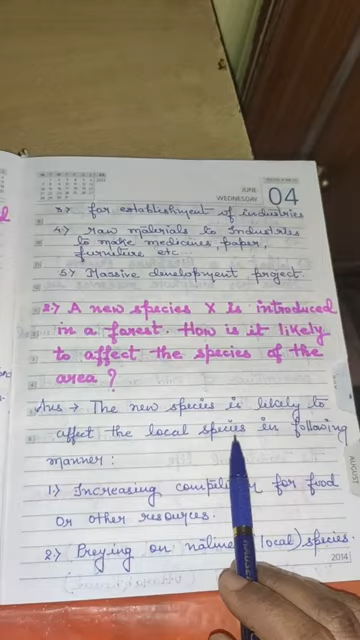 JUNE
WEDNESDAY 04
3.) for establishment of industries
4.) raw materials to Industries
to make medicines, paper,
furniture etc...
5.) Massive development project.
2.) A new species X is introduced
in a forest. How is it likely
to affect the species of the
area?
Ans → The new species is likely to
affect the local species in following
manner:
1.) Increasing for food
or other resources.
2.) Preying on (local) species.
AUGUST
2014